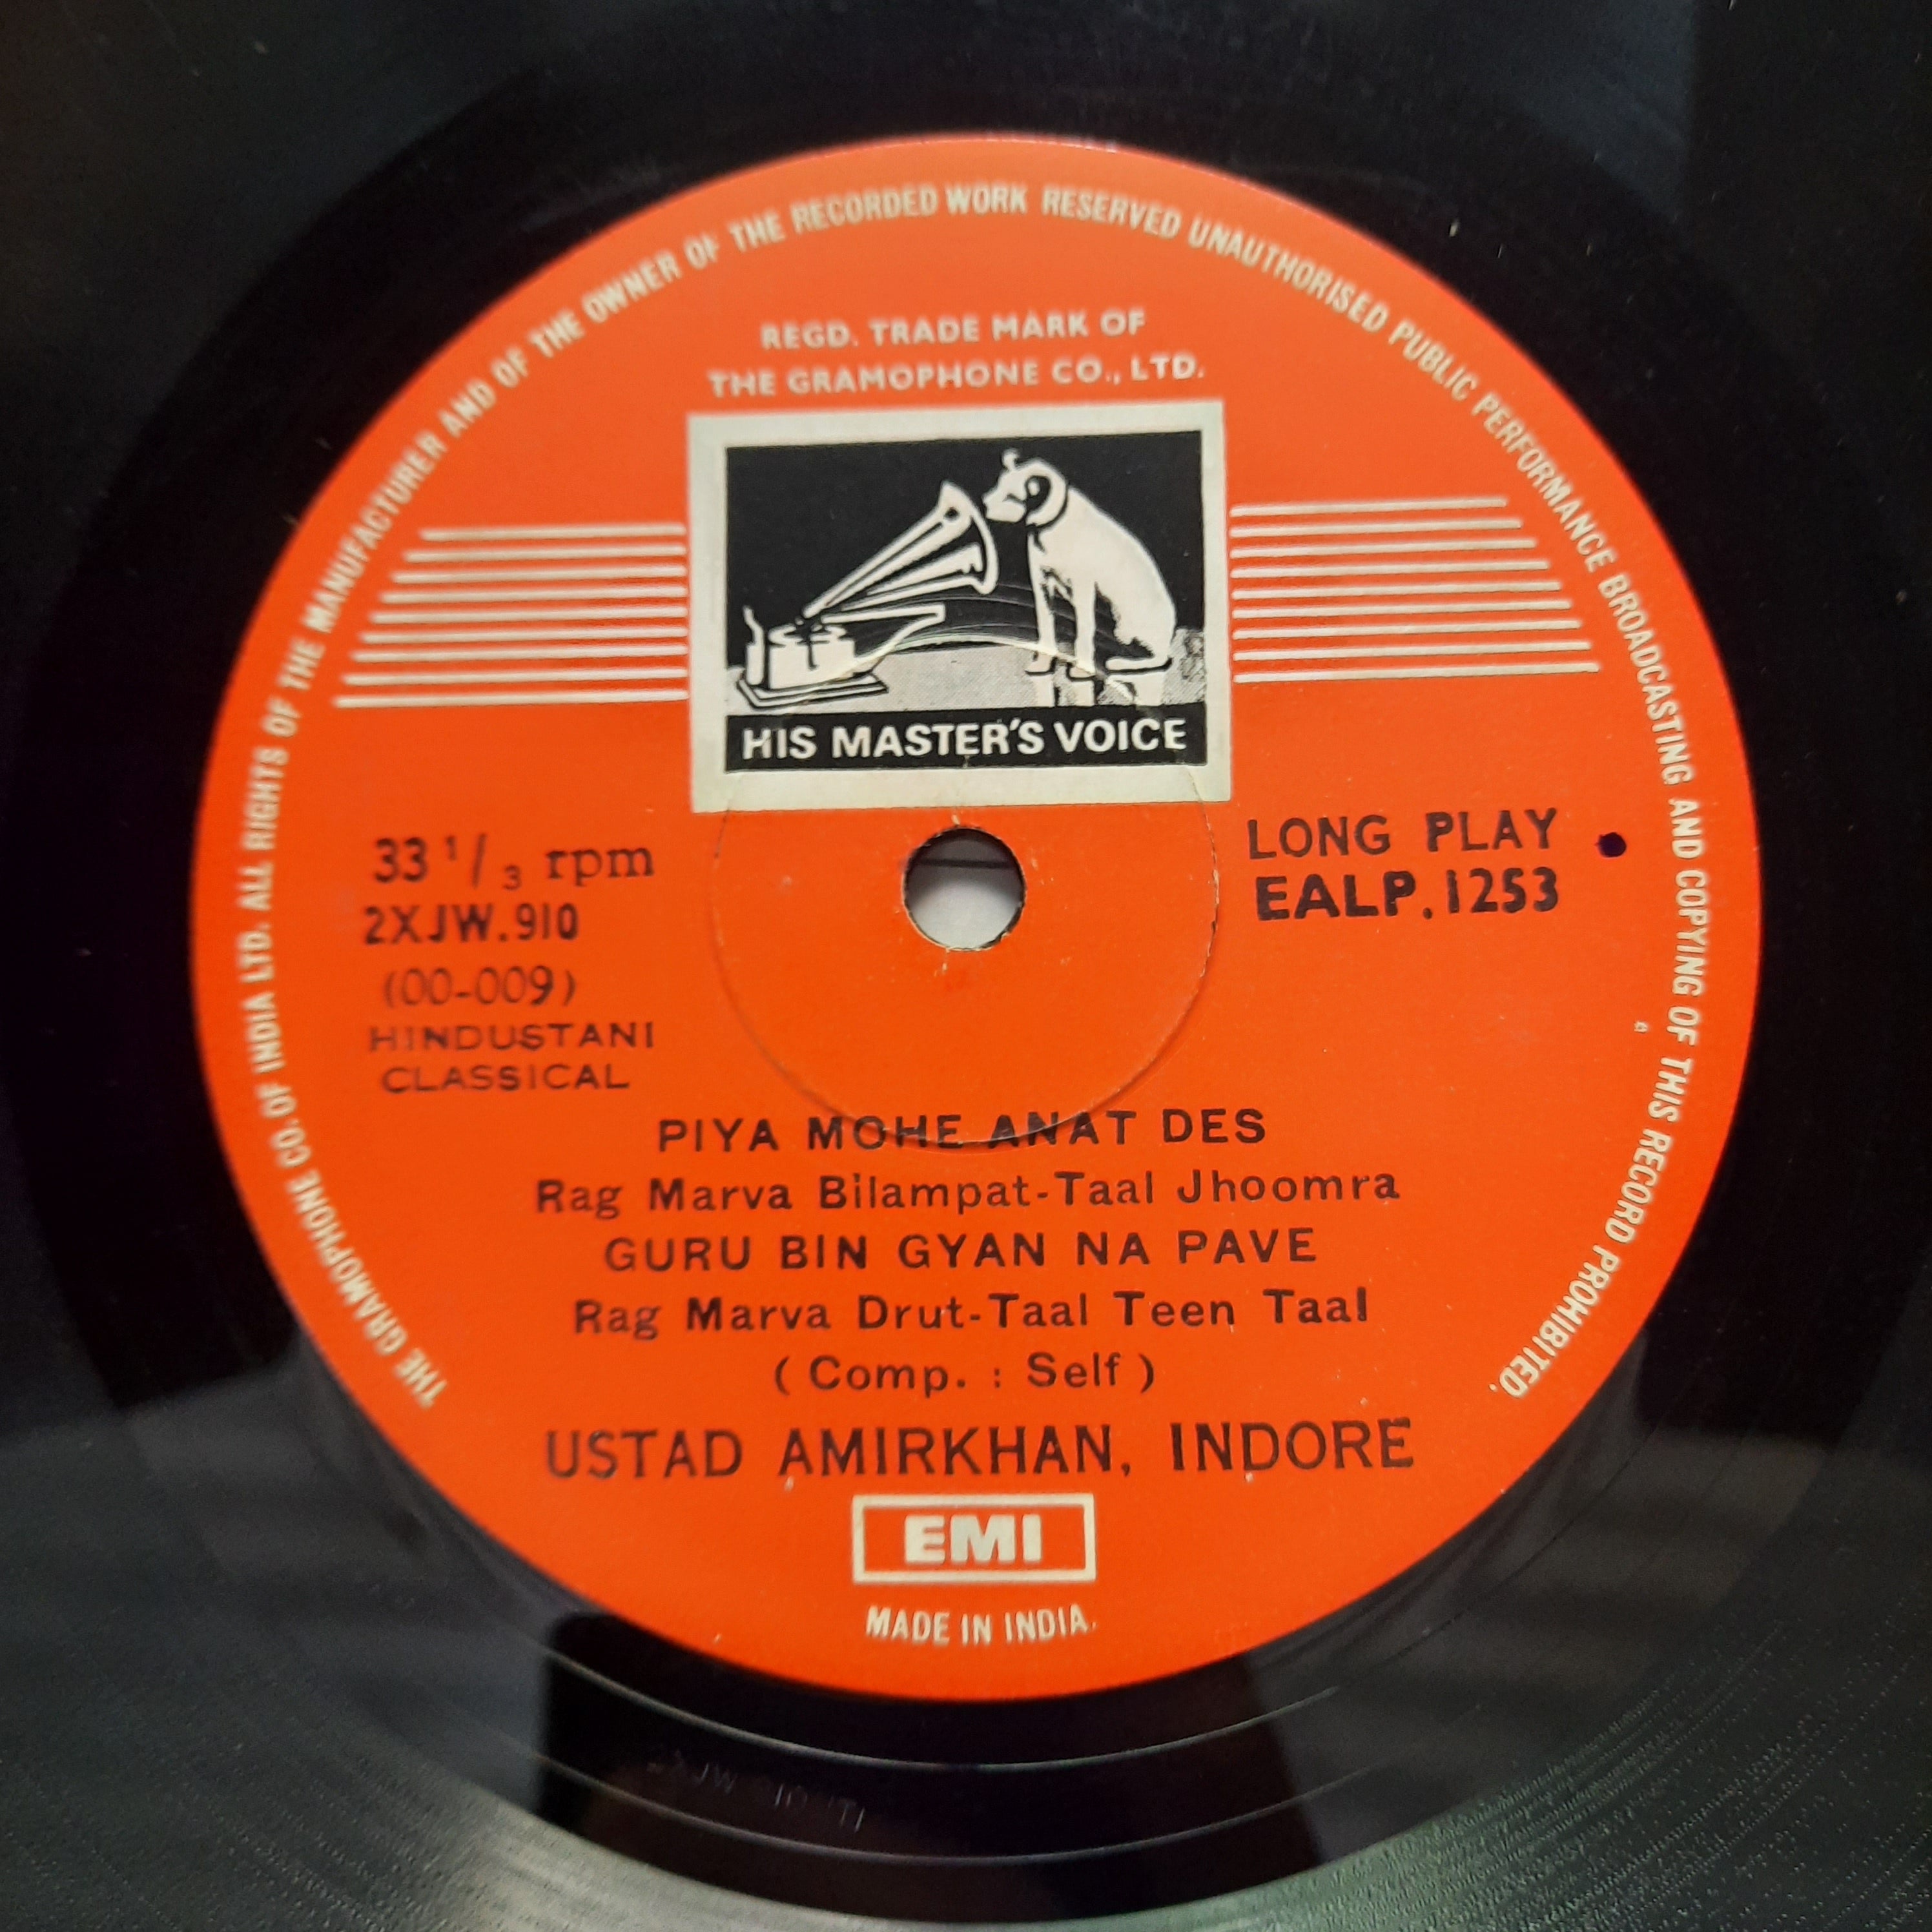 THE GRAMOPHONE CO. OF INDIA LTD. ALL RIGHTS OF THE MANUFACTURER AND OF THE OWNER OF THE RECORDED WORK RESERVED UNAUTHORISED PUBLIC PERFORMANCE BROADCASTING AND COPYING OF THIS RECORD PROHIBITED.
REGD. TRADE MARK OF
THE GRAMOPHONE CO., LTD.
HIS MASTER'S VOICE
33 1/3 rpm
2XJW.910
(00-009)
HINDUSTANI
CLASSICAL
LONG PLAY
EALP.1253
PIYA MOHE ANAT DES
Rag Marva Bilampat-Taal Jhoomra
GURU BIN GYAN NA PAVE
Rag Marva Drut-Taal Teen Taal
(Comp. : Self)
USTAD AMIRKHAN, INDORE
EMI
MADE IN INDIA.